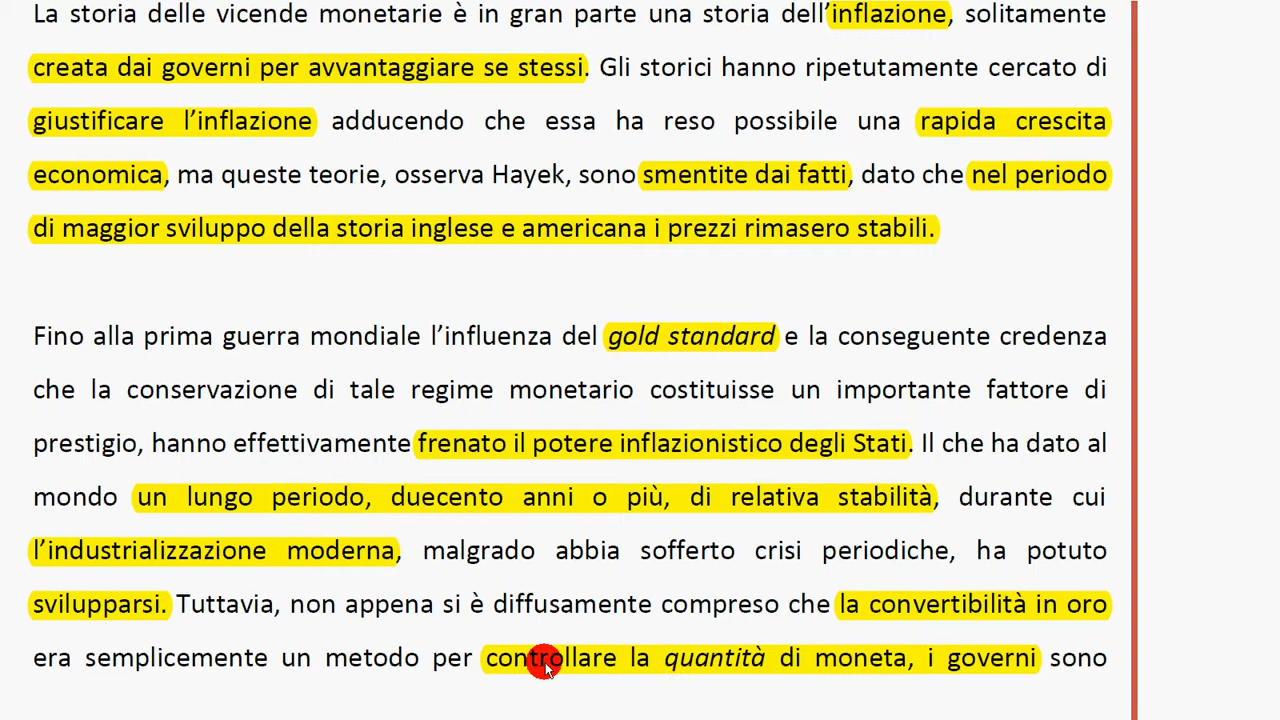 La storia delle vicende monetarie è in gran parte una storia dell’inflazione, solitamente
creata dai governi per avvantaggiare se stessi. Gli storici hanno ripetutamente cercato di
giustificare l’inflazione adducendo che essa ha reso possibile una rapida crescita
economica, ma queste teorie, osserva Hayek, sono smentite dai fatti, dato che nel periodo
di maggior sviluppo della storia inglese e americana i prezzi rimasero stabili.
Fino alla prima guerra mondiale l’influenza del gold standard e la conseguente credenza
che la conservazione di tale regime monetario costituisse un importante fattore di
prestigio, hanno effettivamente frenato il potere inflazionistico degli Stati. Il che ha dato al
mondo un lungo periodo, duecento anni o più, di relativa stabilità, durante cui
l’industrializzazione moderna, malgrado abbia sofferto crisi periodiche, ha potuto
svilupparsi. Tuttavia, non appena si è diffusamente compreso che la convertibilità in oro
era semplicemente un metodo per controllare la quantità di moneta, i governi sono